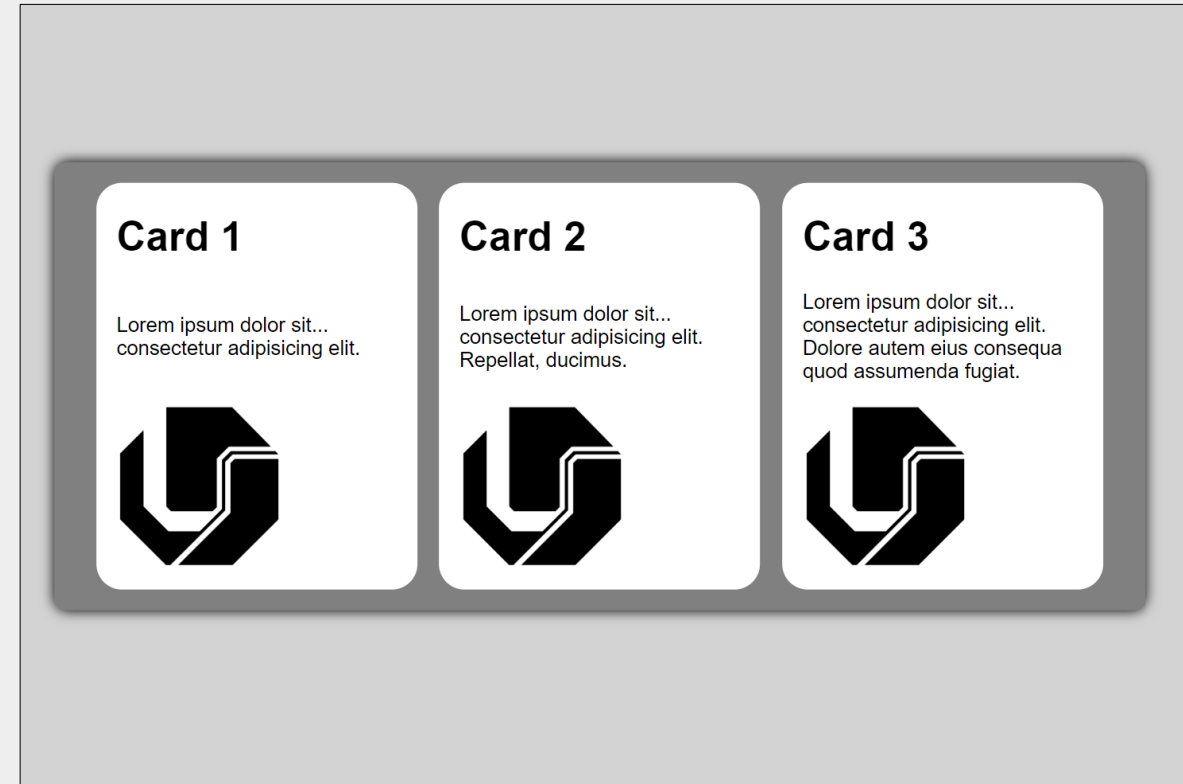 Card 1
Lorem ipsum dolor sit...
consectetur adipisicing elit.
Card 2
Lorem ipsum dolor sit...
consectetur adipisicing elit.
Repellat, ducimus.
Card 3
Lorem ipsum dolor sit...
consectetur adipisicing elit.
Dolore autem eius consequa
quod assumenda fugiat.